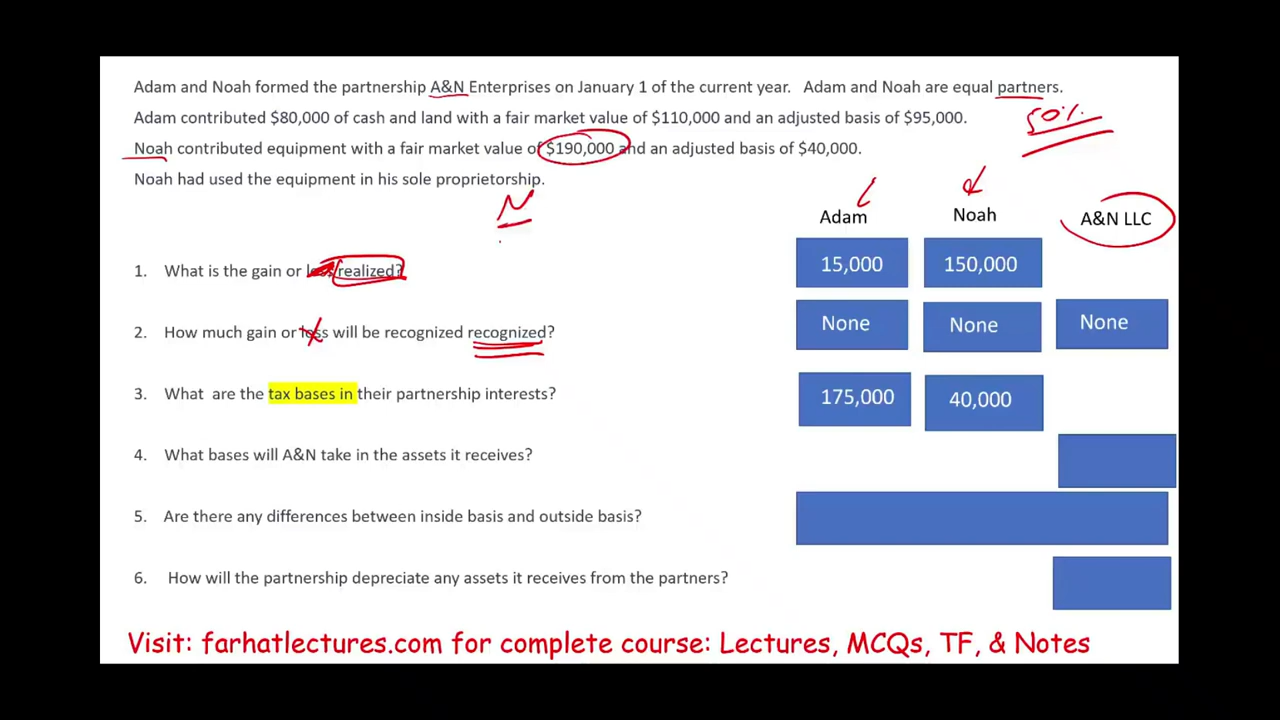 Adam and Noah formed the partnership A&N Enterprises on January 1 of the current year. Adam and Noah are equal partners.
Adam contributed $80,000 of cash and land with a fair market value of $110,000 and an adjusted basis of $95,000.
50%
Noah contributed equipment with a fair market value of $190,000 and an adjusted basis of $40,000.
Noah had used the equipment in his sole proprietorship.
N
Adam Noah A&N LLC
1. What is the gain or loss realized? 15,000 150,000
2. How much gain or loss will be recognized recognized? None None None
3. What are the tax bases in their partnership interests? 175,000 40,000
4. What bases will A&N take in the assets it receives?
5. Are there any differences between inside basis and outside basis?
6. How will the partnership depreciate any assets it receives from the partners?
Visit: farhatlectures.com for complete course: Lectures, MCQs, TF, & Notes